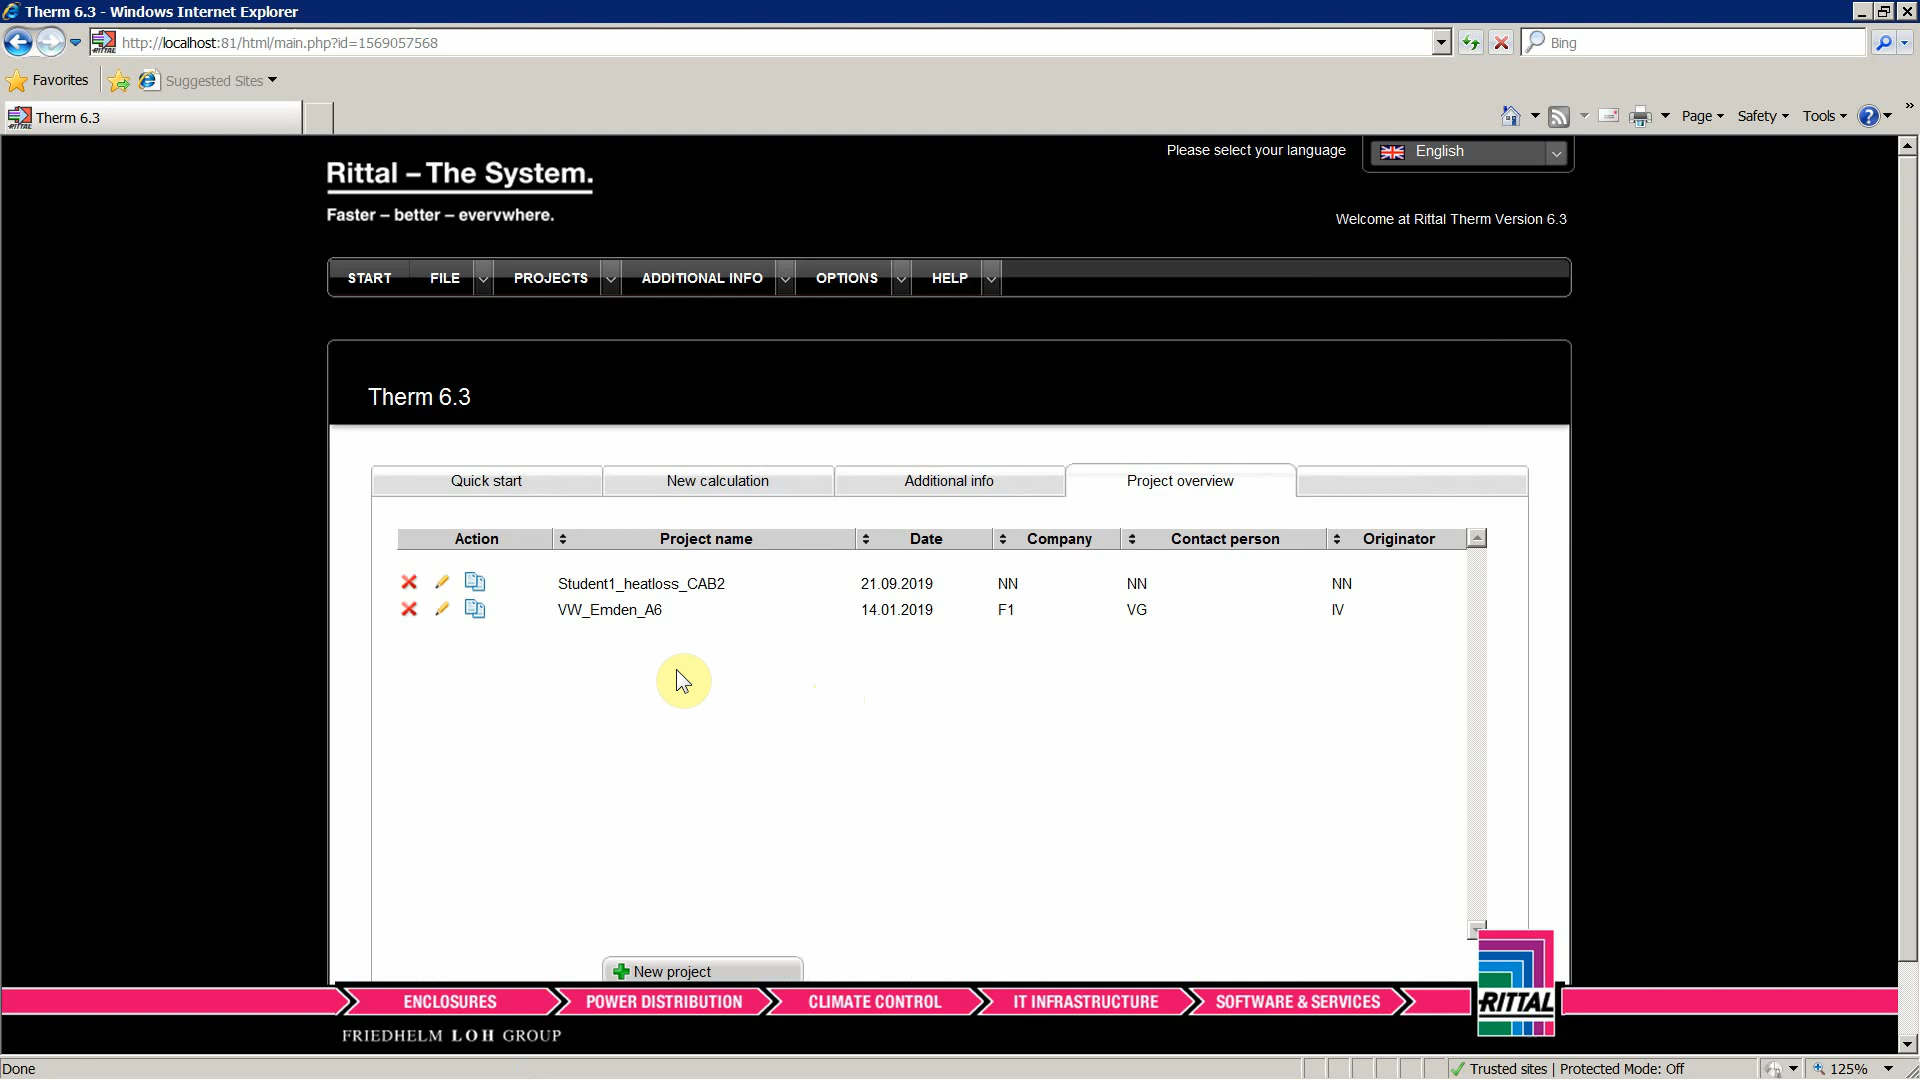 Therm 6.3 - Windows Internet Explorer
http://localhost:81/html/main.php?id=1569057568
Bing
Favorites
Suggested Sites
Therm 6.3
Page
Safety
Tools
Rittal – The System.
Faster – better – everywhere.
Please select your language
English
Welcome at Rittal Therm Version 6.3
START FILE PROJECTS ADDITIONAL INFO OPTIONS HELP
Therm 6.3
Quick start New calculation Additional info Project overview
Action Project name Date Company Contact person Originator
Student1_heatloss_CAB2 21.09.2019 NN NN NN
VW_Emden_A6 14.01.2019 F1 VG IV
New project
ENCLOSURES POWER DISTRIBUTION CLIMATE CONTROL IT INFRASTRUCTURE SOFTWARE & SERVICES
RITTAL
FRIEDHELM LOH GROUP
Done
Trusted sites | Protected Mode: Off
125%